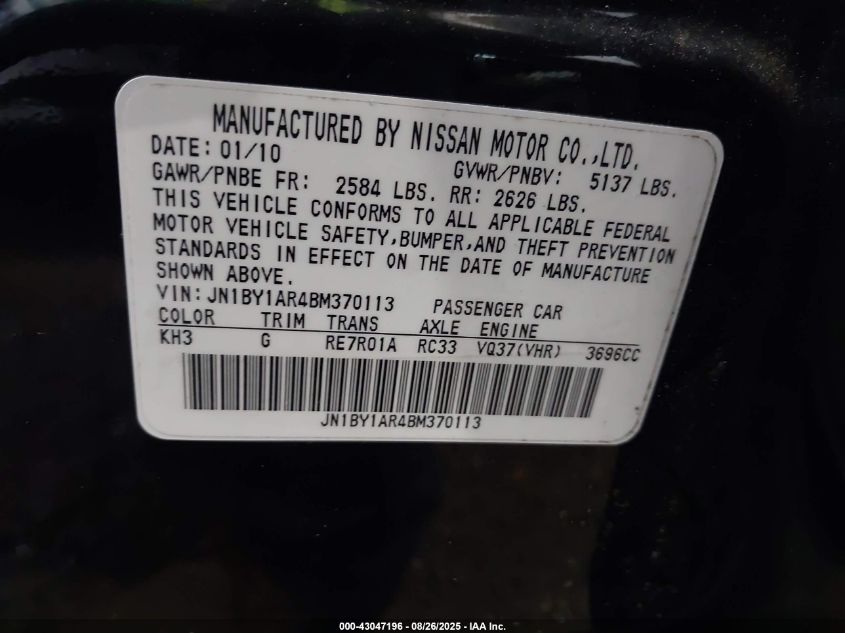 MANUFACTURED BY NISSAN MOTOR CO.,LTD.
DATE: 01/10 GVWR/PNBV: 5137 LBS.
GAWR/PNBE FR: 2584 LBS. RR: 2626 LBS.
THIS VEHICLE CONFORMS TO ALL APPLICABLE FEDERAL
MOTOR VEHICLE SAFETY,BUMPER,AND THEFT PREVENTION
STANDARDS IN EFFECT ON THE DATE OF MANUFACTURE
SHOWN ABOVE.
VIN:JN1BY1AR4BM370113 PASSENGER CAR
COLOR TRIM TRANS AXLE ENGINE
KH3 G RE7R01A RC33 VQ37(VHR) 3696CC
JN1BY1AR4BM370113
000-43047196 - 08/26/2025 - IAA Inc.